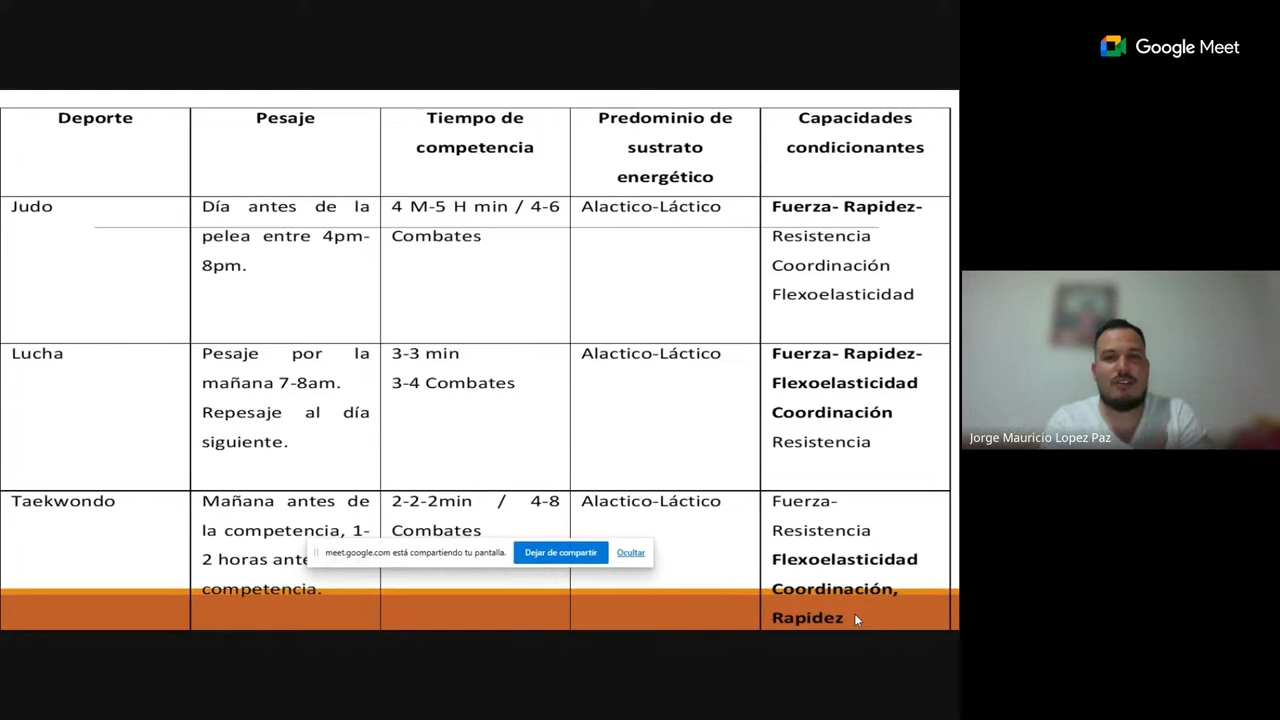 Google Meet
Deporte
Pesaje
Tiempo de
competencia
Predominio de
sustrato
energético
Capacidades
condicionantes
Judo
Día antes de la
pelea entre 4pm-
8pm.
4 M-5 H min / 4-6
Combates
Alactico-Láctico
Fuerza- Rapidez-
Resistencia
Coordinación
Flexoelasticidad
Lucha
Pesaje por la
mañana 7-8am.
Repesaje al día
siguiente.
3-3 min
3-4 Combates
Alactico-Láctico
Fuerza- Rapidez-
Flexoelasticidad
Coordinación
Resistencia
Taekwondo
Mañana antes de
la competencia, 1-
2 horas ante
competencia.
2-2-2min / 4-8
Combates
Alactico-Láctico
Fuerza-
Resistencia
Flexoelasticidad
Coordinación,
Rapidez
meet.google.com está compartiendo tu pantalla.
Dejar de compartir
Ocultar
Jorge Mauricio Lopez Paz